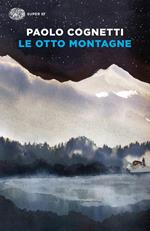 SUPER ET
PAOLO COGNETTI
LE OTTO MONTAGNE